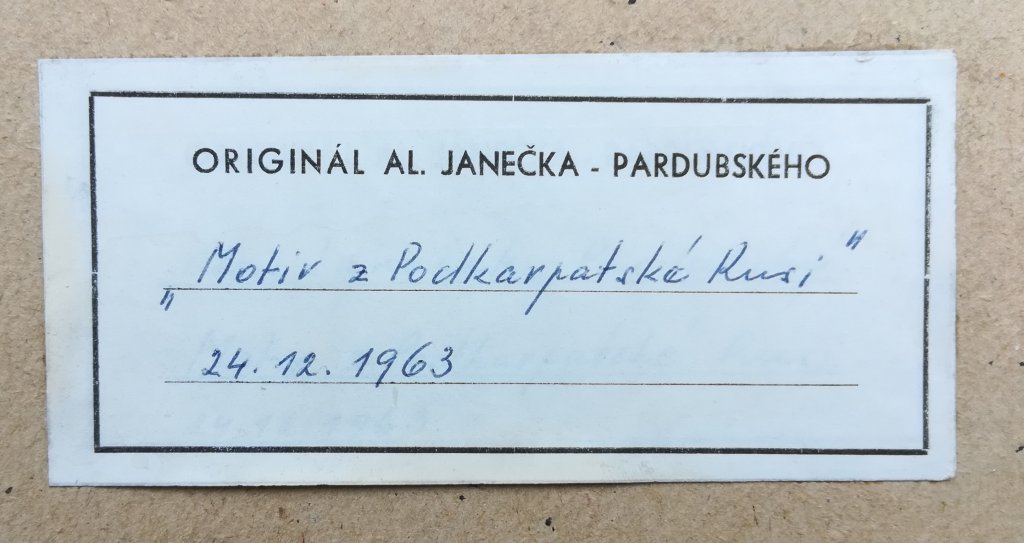 ORIGINÁL AL. JANEČKA - PARDUBSKÉHO
„Motiv z Podkarpatské Rusi"
24. 12. 1963